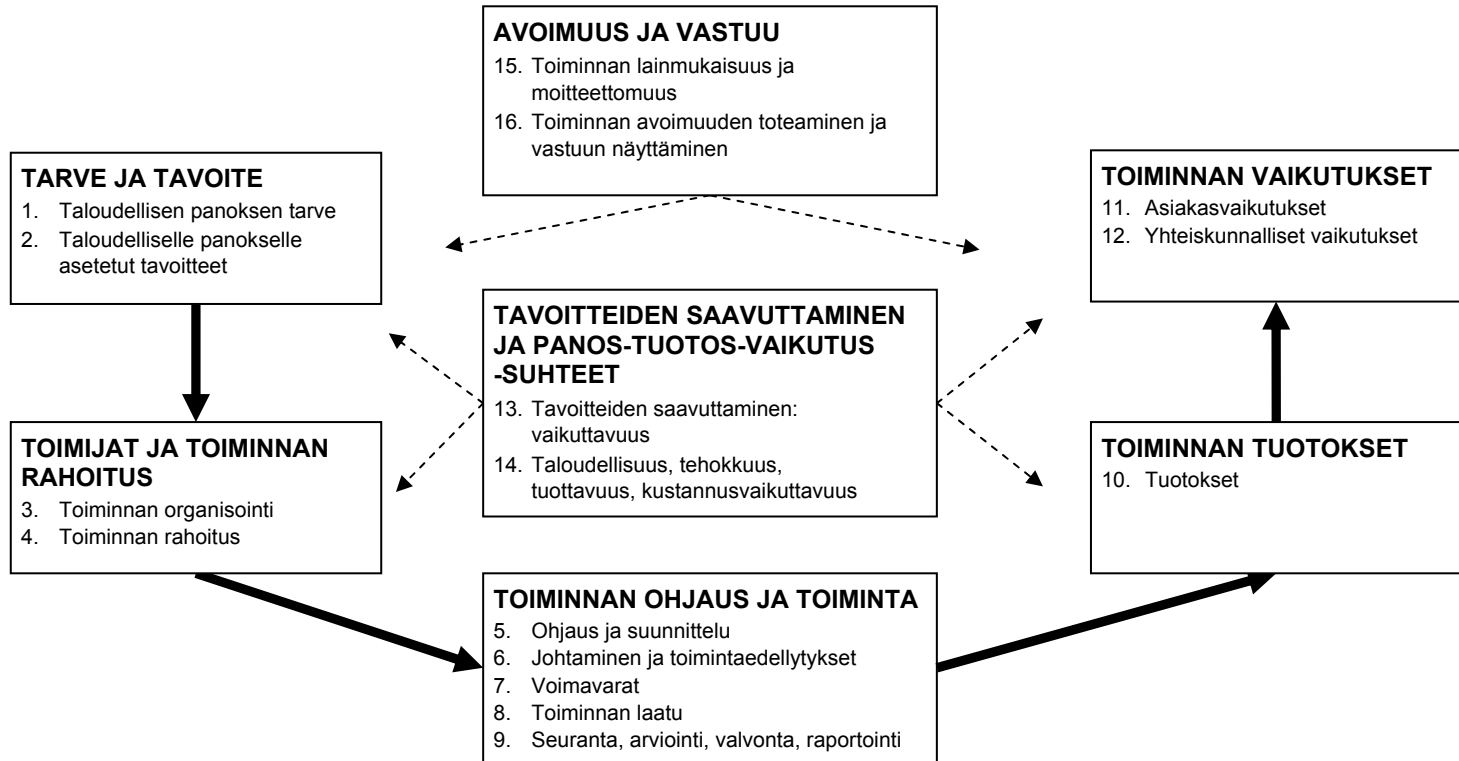 AVOIMUUS JA VASTUU
15. Toiminnan lainmukaisuus ja
moitteettomuus
16. Toiminnan avoimuuden toteaminen ja
vastuun näyttäminen
TARVE JA TAVOITE
1. Taloudellisen panoksen tarve
2. Taloudelliselle panokselle
asetetut tavoitteet
TOIMINNAN VAIKUTUKSET
11. Asiakasvaikutukset
12. Yhteiskunnalliset vaikutukset
TAVOITTEIDEN SAAVUTTAMINEN
JA PANOS-TUOTOS-VAIKUTUS
-SUHTEET
13. Tavoitteiden saavuttaminen:
vaikuttavuus
14. Taloudellisuus, tehokkuus,
tuottavuus, kustannusvaikuttavuus
TOIMIJAT JA TOIMINNAN
RAHOITUS
3. Toiminnan organisointi
4. Toiminnan rahoitus
TOIMINNAN TUOTOKSET
10. Tuotokset
TOIMINNAN OHJAUS JA TOIMINTA
5. Ohjaus ja suunnittelu
6. Johtaminen ja toimintaedellytykset
7. Voimavarat
8. Toiminnan laatu
9. Seuranta, arviointi, valvonta, raportointi